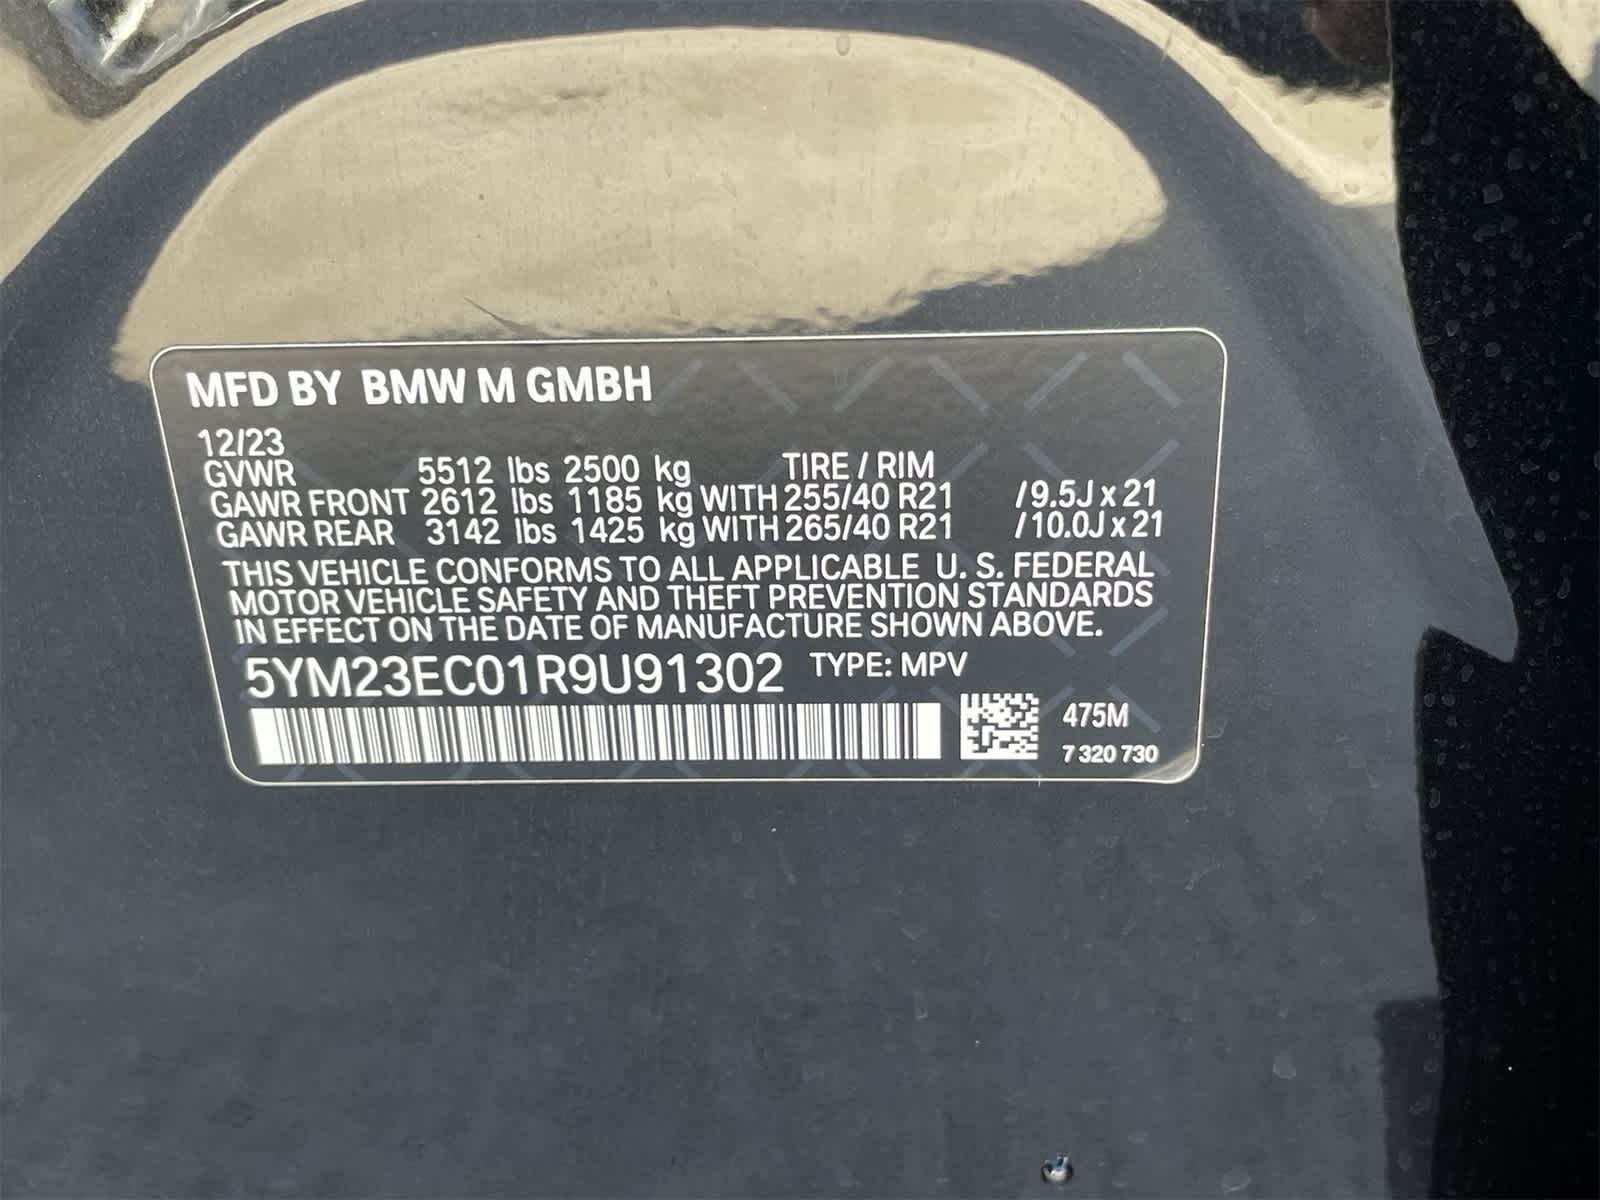 MFD BY BMW M GMBH
12/23
GVWR 5512 lbs 2500 kg TIRE / RIM
GAWR FRONT 2612 lbs 1185 kg WITH 255/40 R21 /9.5J x 21
GAWR REAR 3142 lbs 1425 kg WITH 265/40 R21 /10.0J x 21
THIS VEHICLE CONFORMS TO ALL APPLICABLE U. S. FEDERAL
MOTOR VEHICLE SAFETY AND THEFT PREVENTION STANDARDS
IN EFFECT ON THE DATE OF MANUFACTURE SHOWN ABOVE.
5YM23EC01R9U91302 TYPE: MPV
475M
7 320 730